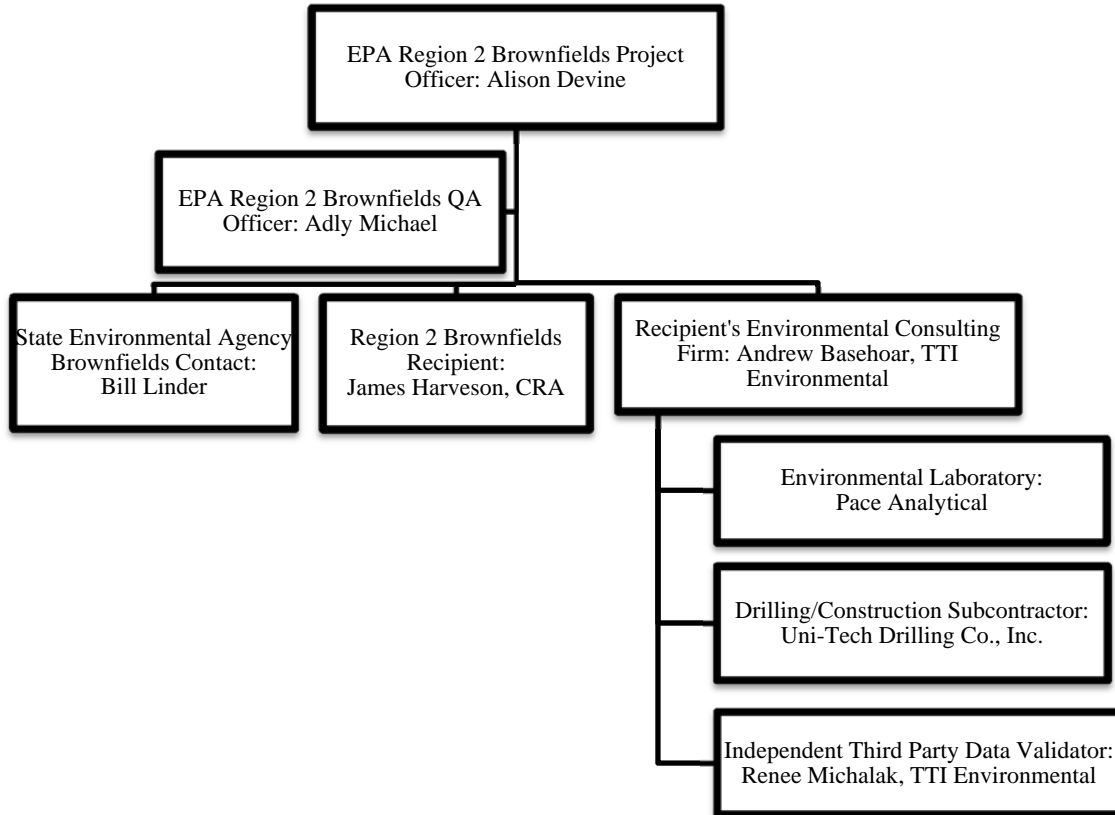 EPA Region 2 Brownfields Project
Officer: Alison Devine
EPA Region 2 Brownfields QA
Officer: Adly Michael
State Environmental Agency
Brownfields Contact:
Bill Linder
Region 2 Brownfields
Recipient:
James Harveson, CRA
Recipient's Environmental Consulting
Firm: Andrew Basehoar, TTI
Environmental
Environmental Laboratory:
Pace Analytical
Drilling/Construction Subcontractor:
Uni-Tech Drilling Co., Inc.
Independent Third Party Data Validator:
Renee Michalak, TTI Environmental